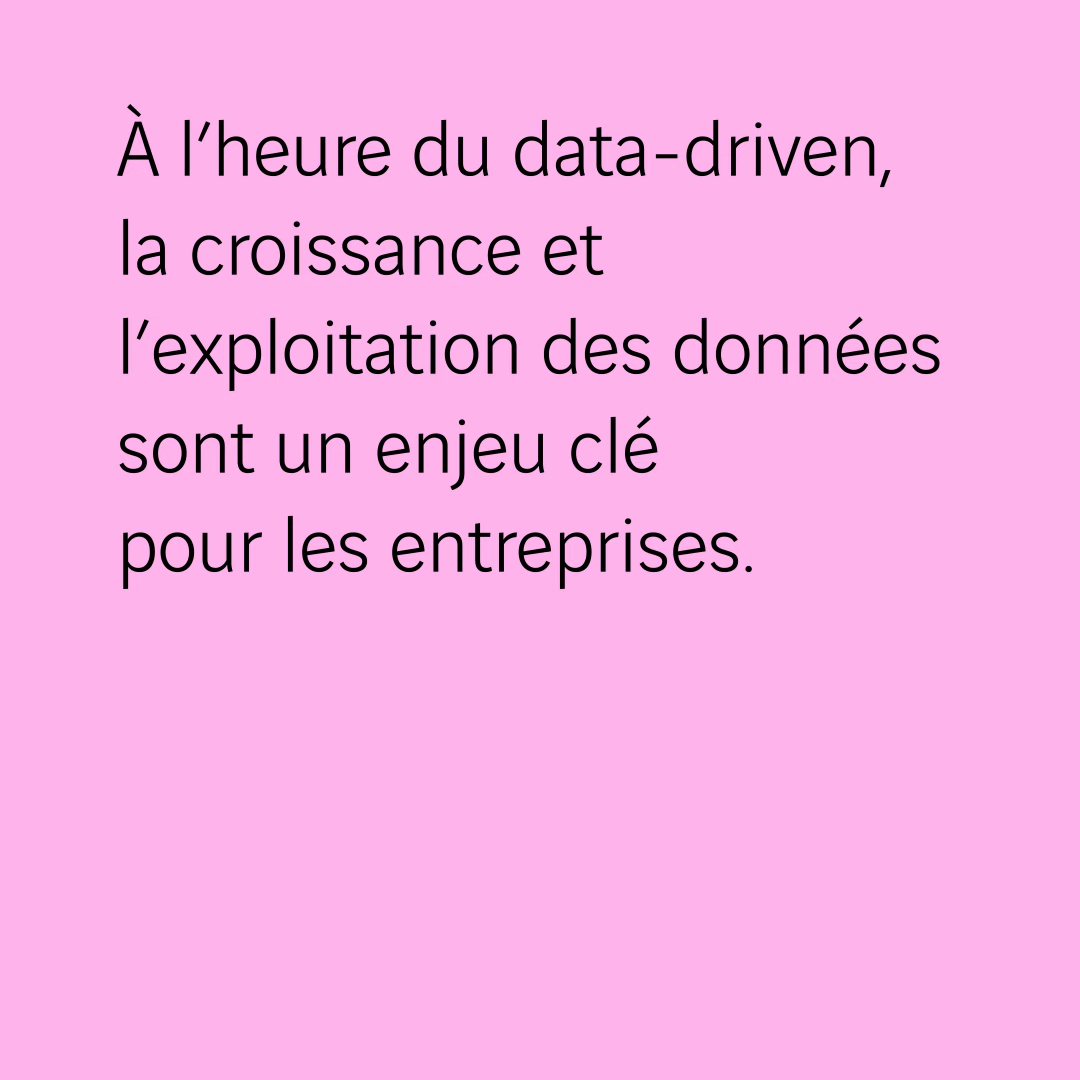 À l’heure du data-driven,
la croissance et
l’exploitation des données
sont un enjeu clé
pour les entreprises.